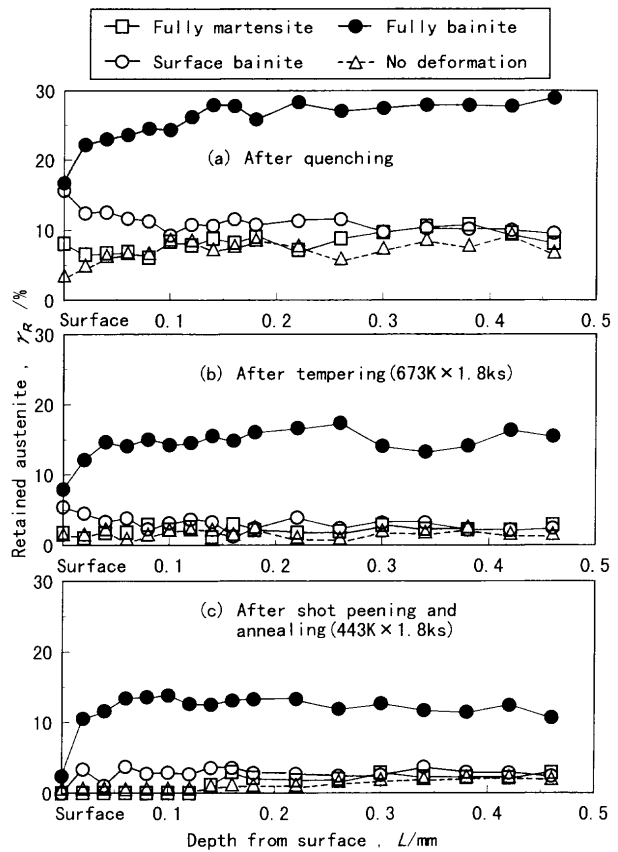 Fully martensite Fully bainite
Surface bainite No deformation
30
(a) After quenching
20
10
0
Surface 0.1 0.2 0.3 0.4 0.5
Retained austenite , γR /%
30
(b) After tempering(673K×1.8ks)
20
10
0
Surface 0.1 0.2 0.3 0.4 0.5
30
(c) After shot peening and
annealing(443K×1.8ks)
20
10
0
Surface 0.1 0.2 0.3 0.4 0.5
Depth from surface , L/mm